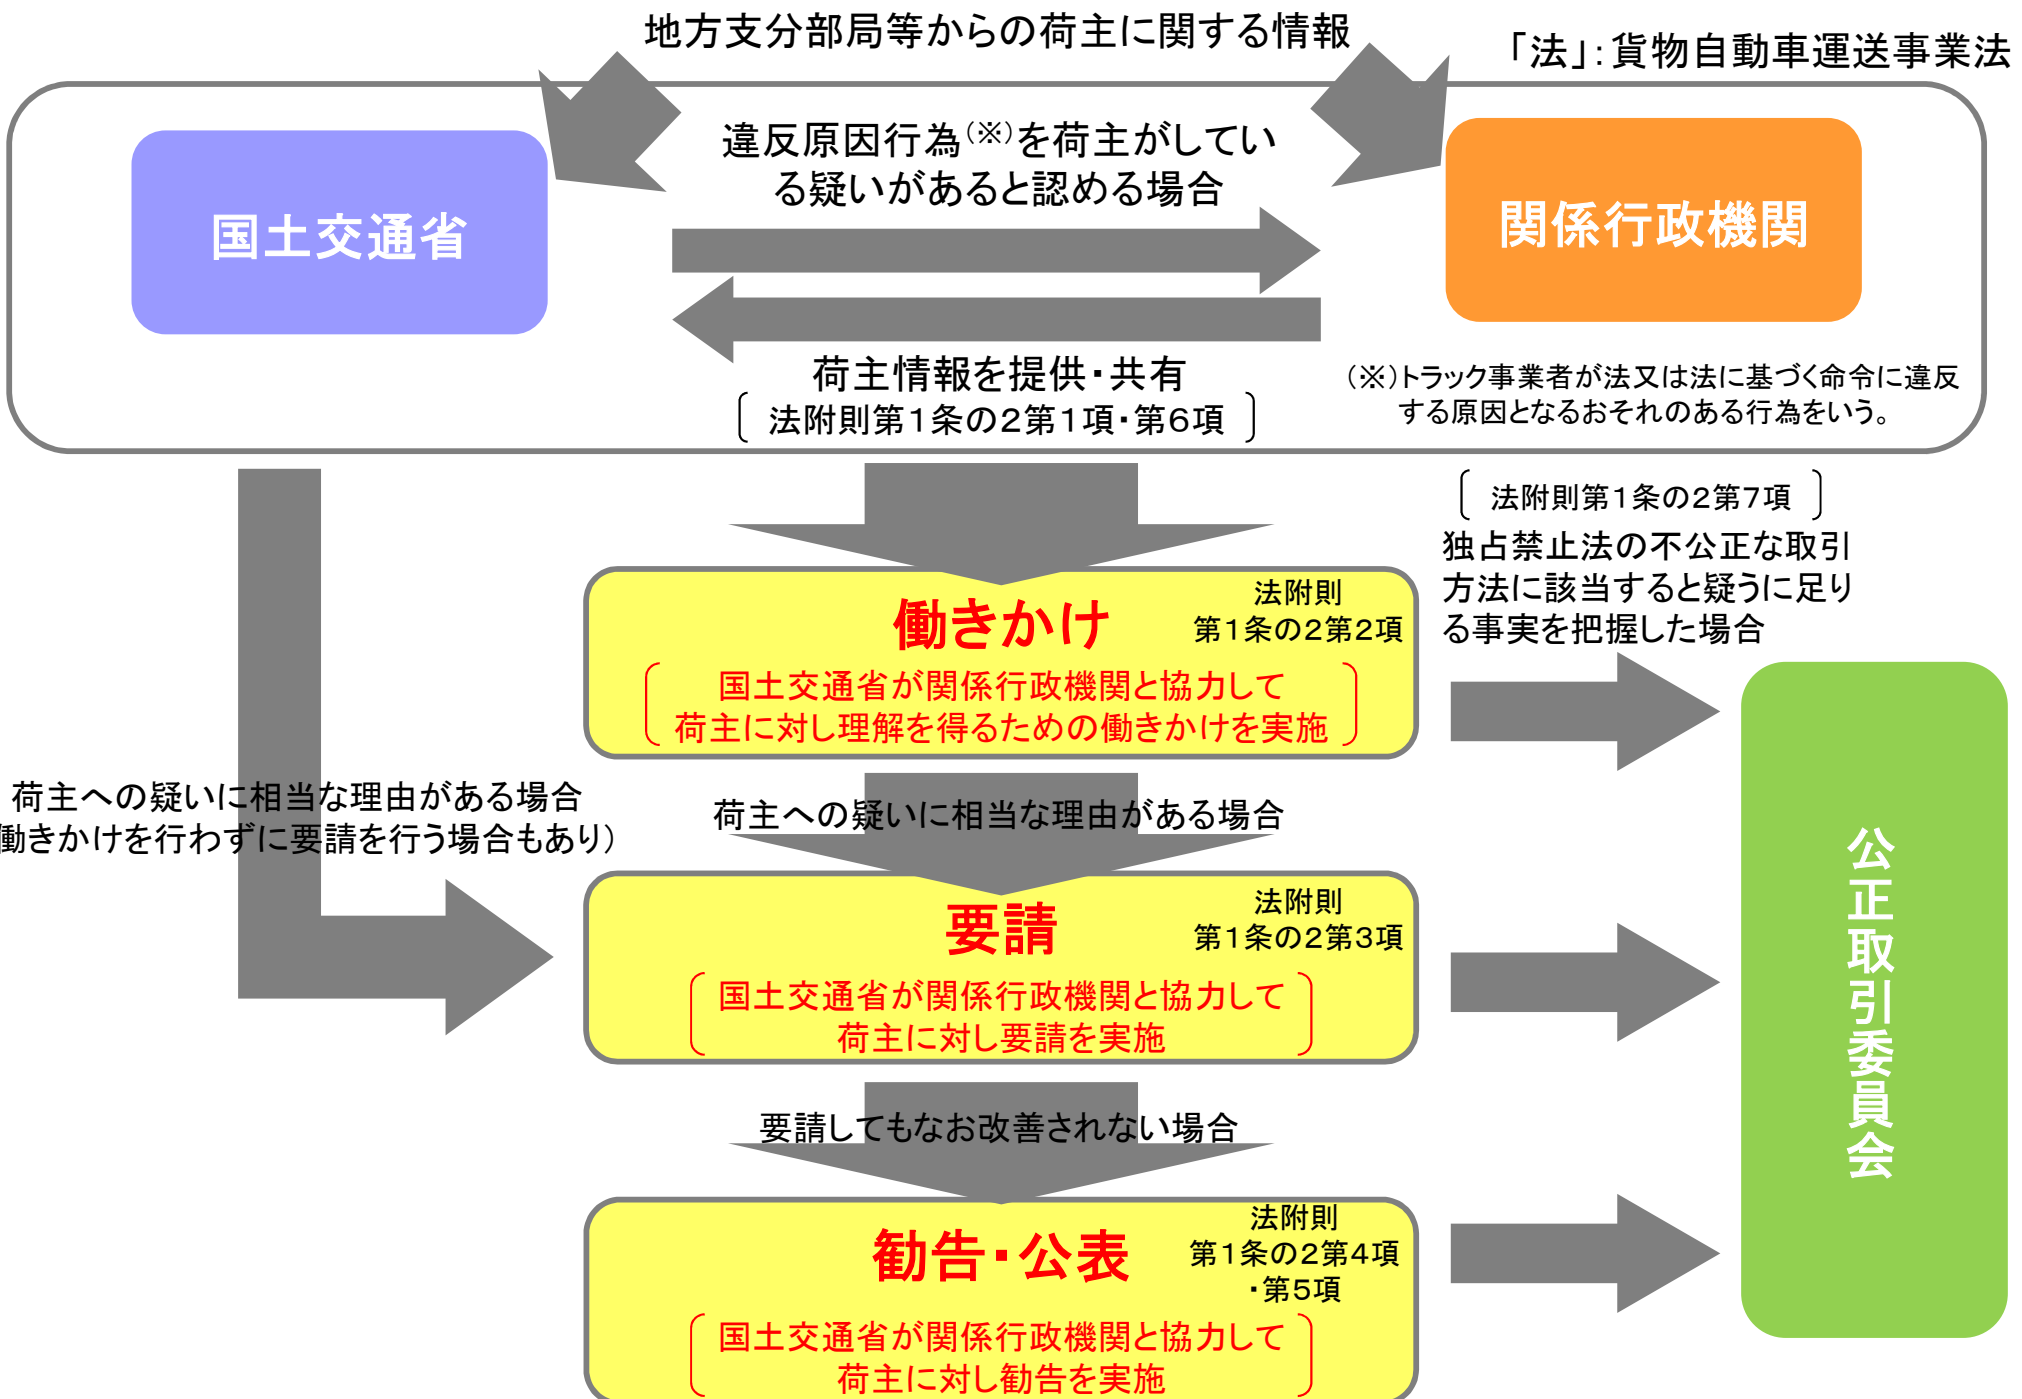 地方支分部局等からの荷主に関する情報
「法」：貨物自動車運送事業法
違反原因行為（※）を荷主がしてい
る疑いがあると認める場合
国土交通省
関係行政機関
荷主情報を提供・共有
法附則第１条の２第１項・第６項
（※）トラック事業者が法又は法に基づく命令に違反
する原因となるおそれのある行為をいう。
法附則第１条の２第７項
独占禁止法の不公正な取引
方法に該当すると疑うに足り
る事実を把握した場合
働きかけ
法附則
第１条の２第２項
国土交通省が関係行政機関と協力して
荷主に対し理解を得るための働きかけを実施
荷主への疑いに相当な理由がある場合
働きかけを行わずに要請を行う場合もあり）
荷主への疑いに相当な理由がある場合
要請
法附則
第１条の２第３項
国土交通省が関係行政機関と協力して
荷主に対し要請を実施
要請してもなお改善されない場合
勧告・公表
法附則
第１条の２第４項
・第５項
国土交通省が関係行政機関と協力して
荷主に対し勧告を実施
公正取引委員会